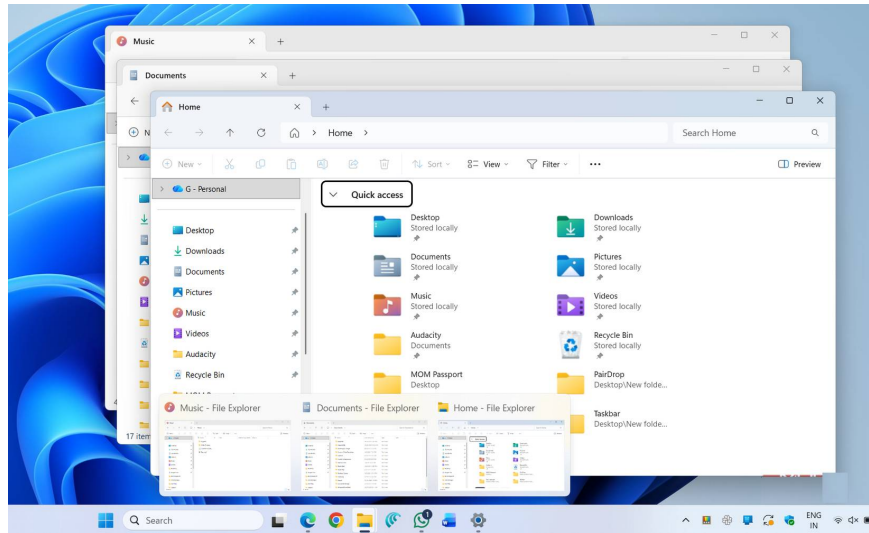 Music
Documents
Home
Home
Search Home
New
Sort
View
Filter
Preview
G - Personal
Desktop
Downloads
Documents
Pictures
Music
Videos
Audacity
Recycle Bin
Quick access
Desktop
Stored locally
Downloads
Stored locally
Documents
Stored locally
Pictures
Stored locally
Music
Stored locally
Videos
Stored locally
Audacity
Documents
Recycle Bin
Stored locally
MOM Passport
Desktop
PairDrop
Desktop\New folde...
Taskbar
Desktop\New folde...
17 item
Music - File Explorer
Documents - File Explorer
Home - File Explorer
Search
ENG
IN